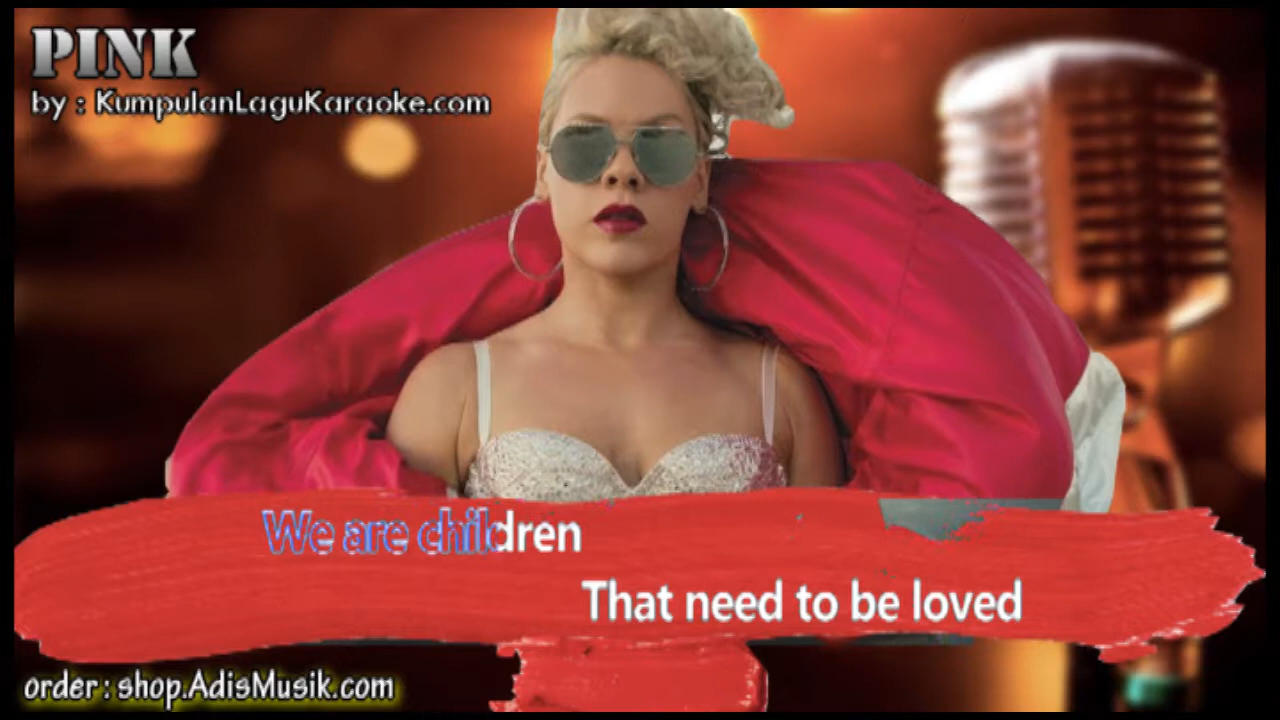 PINK
by : KumpulanLaguKaraoke.com
We are children
That need to be loved
order : shop.AdisMusik.com